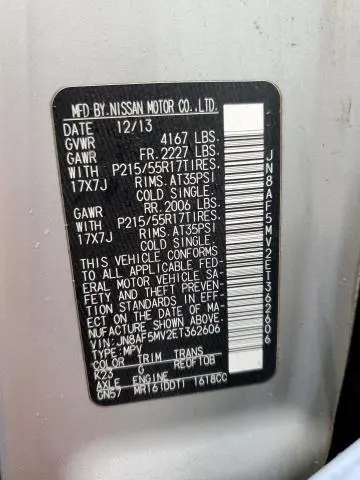 MFD BY.NISSAN MOTOR CO.,LTD.
DATE 12/13
GVWR 4167 LBS.
GAWR FR. 2227 LBS.
WITH P215/55R17TIRES.
17X7J RIMS. AT35PSI
COLD SINGLE.
GAWR RR. 2006 LBS.
WITH P215/55R17TIRES.
17X7J RIMS. AT35PSI
COLD SINGLE.
THIS VEHICLE CONFORMS
TO ALL APPLICABLE FED-
ERAL MOTOR VEHICLE SA-
FETY AND THEFT PREVEN-
TION STANDARDS IN EFFE-
CT ON THE DATE OF MA-
NUFACTURE SHOWN ABOVE.
VIN: JN8AF5MV2ET362606
TYPE: MPV
COLOR TRIM TRANS
K23 G RE0F10B
AXLE ENGINE
GN57 MR16(DDT) 1618CC
JN8AF5MV2ET362606